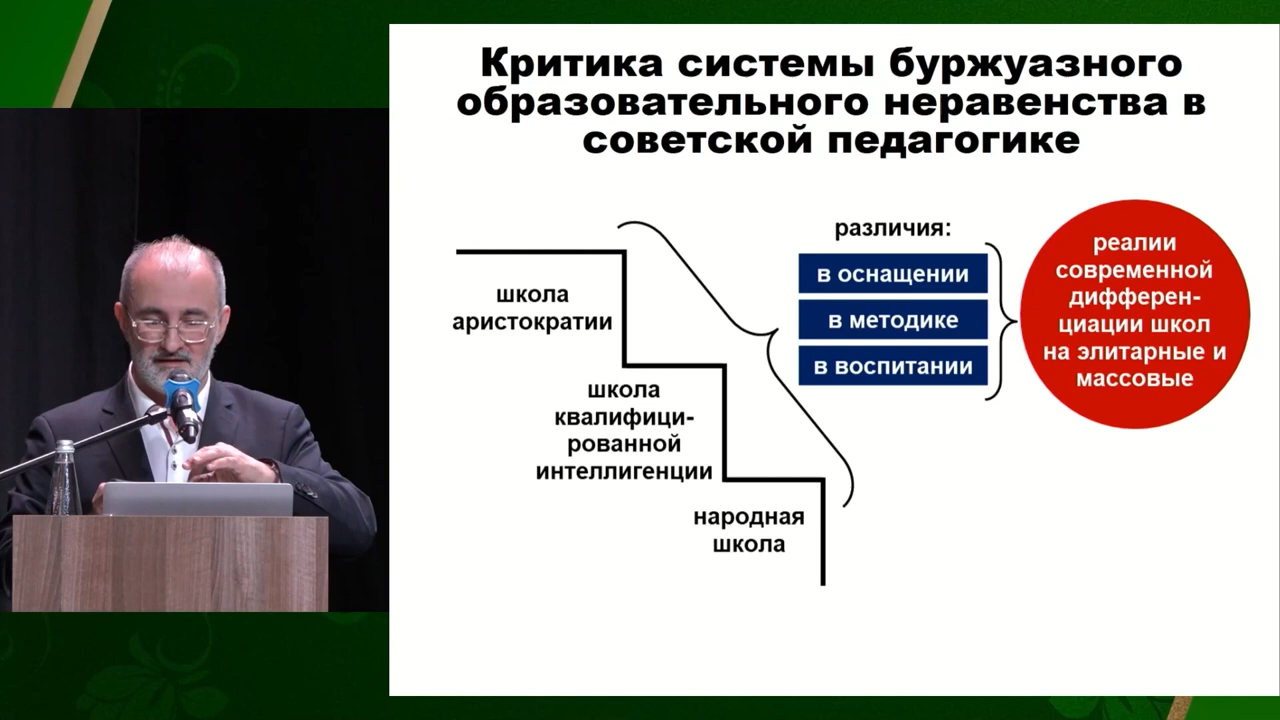 Критика системы буржуазного
образовательного неравенства в
советской педагогике
школа
аристократии
школа
квалифици-
рованной
интеллигенции
народная
школа
различия:
в оснащении
в методике
в воспитании
реалии
современной
дифферен-
циации школ
на элитарные и
массовые